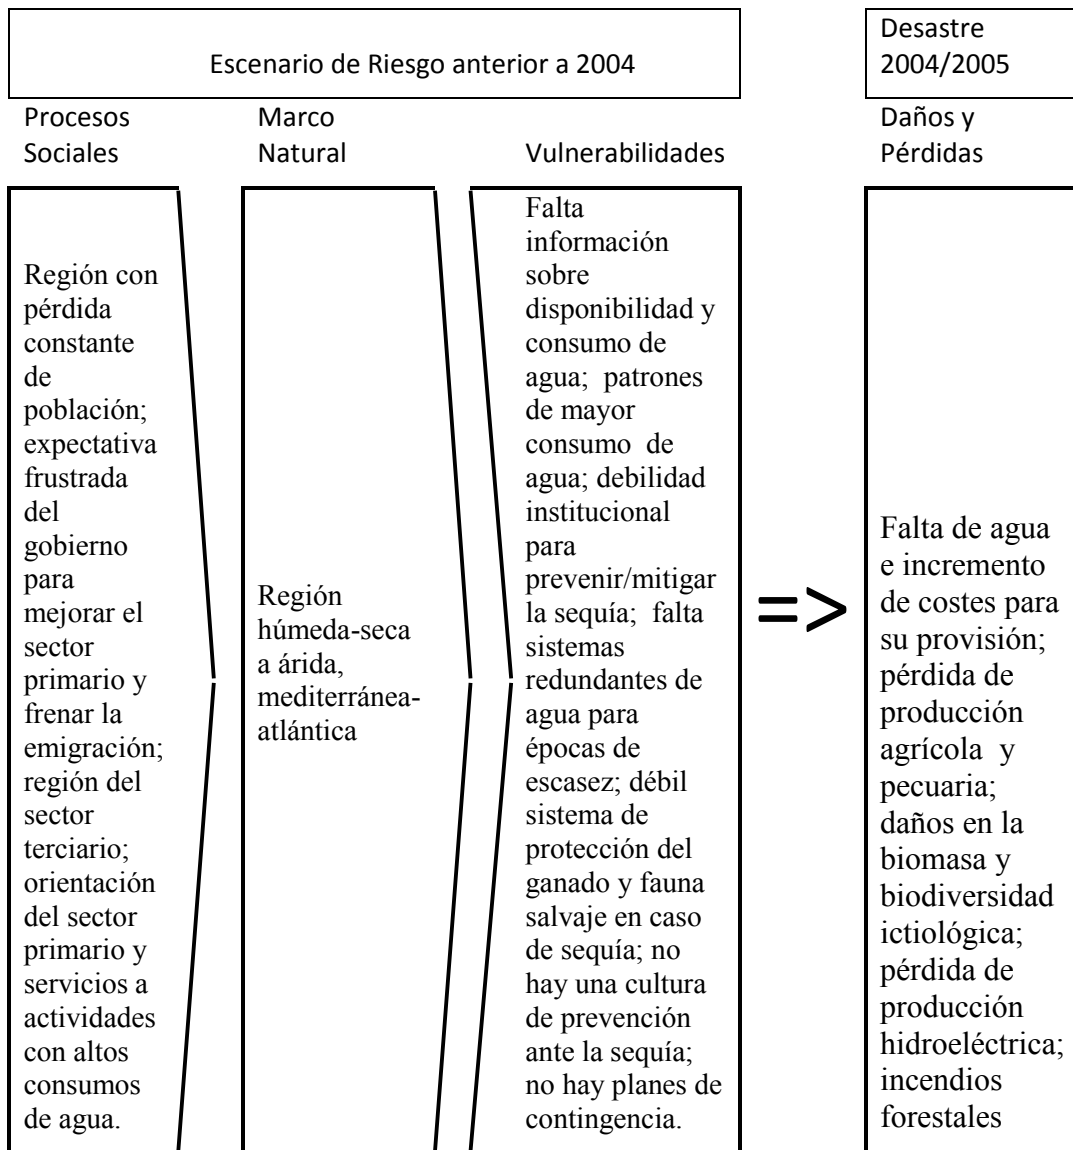 Escenario de Riesgo anterior a 2004
Desastre
2004/2005
Procesos
Sociales
Marco
Natural
Vulnerabilidades
Daños y
Pérdidas
Región con
pérdida
constante
de
población;
expectativa
frustrada
del
gobierno
para
mejorar el
sector
primario y
frenar la
emigración;
región del
sector
terciario;
orientación
del sector
primario y
servicios a
actividades
con altos
consumos
de agua.
Región
húmeda-seca
a árida,
mediterránea-
atlántica
Falta
información
sobre
disponibilidad y
consumo de
agua; patrones
de mayor
consumo de
agua; debilidad
institucional
para
prevenir/mitigar
la sequía; falta
sistemas
redundantes de
agua para
épocas de
escasez; débil
sistema de
protección del
ganado y fauna
salvaje en caso
de sequía; no
hay una cultura
de prevención
ante la sequía;
no hay planes de
contingencia.
=>
Falta de agua
e incremento
de costes para
su provisión;
pérdida de
producción
agrícola y
pecuaria;
daños en la
biomasa y
biodiversidad
ictiológica;
pérdida de
producción
hidroeléctrica;
incendios
forestales